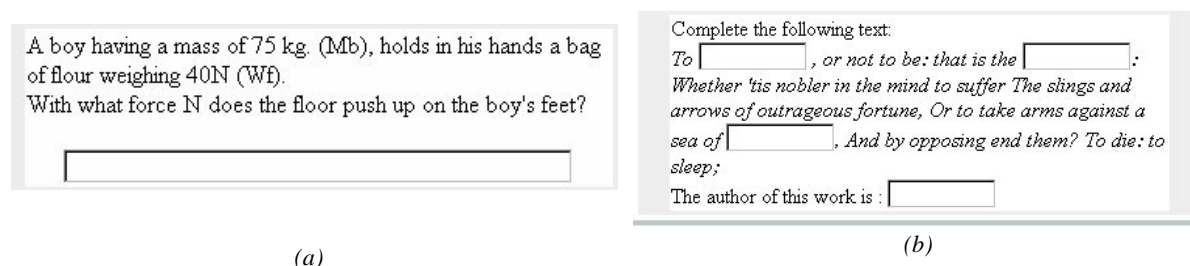 A boy having a mass of 75 kg. (Mb), holds in his hands a bag
of flour weighing 40N (Wf).
With what force N does the floor push up on the boy's feet?
(a)
Complete the following text:
To , or not to be: that is the :
Whether 'tis nobler in the mind to suffer The slings and
arrows of outrageous fortune, Or to take arms against a
sea of , And by opposing end them? To die: to
sleep;
The author of this work is :
(b)